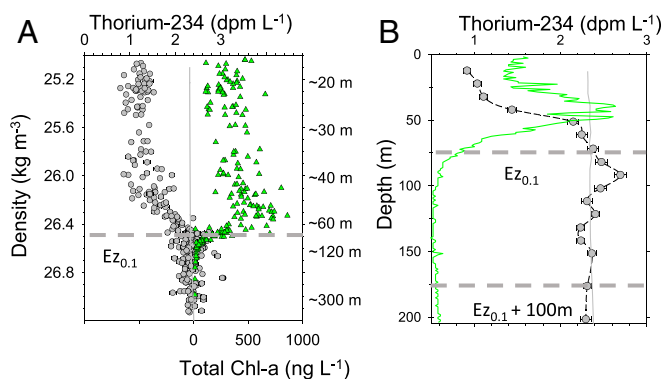 A
Thorium-234 (dpm L-1)
0 1 2 3
Density (kg m-3)
25.2
25.6
26.0
26.4
26.8
~20 m
~30 m
~40 m
~60 m
~120 m
~300 m
Ez0.1
0 500 1000
Total Chl-a (ng L-1)
B
Thorium-234 (dpm L-1)
1 2 3
Depth (m)
0
50
100
150
200
Ez0.1
Ez0.1 + 100m